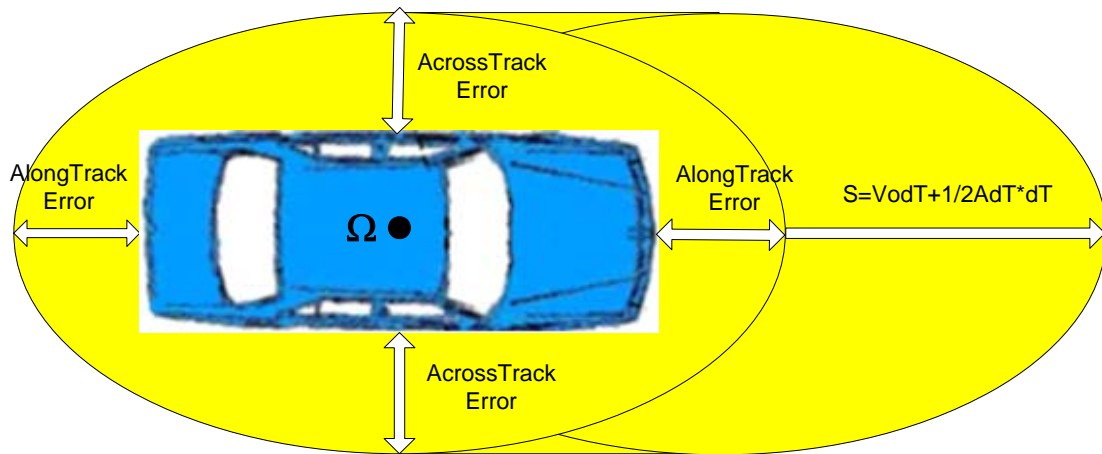 AcrossTrack
Error
AlongTrack
Error
Ω
AlongTrack
Error
S=VodT+1/2AdT*dT
AcrossTrack
Error